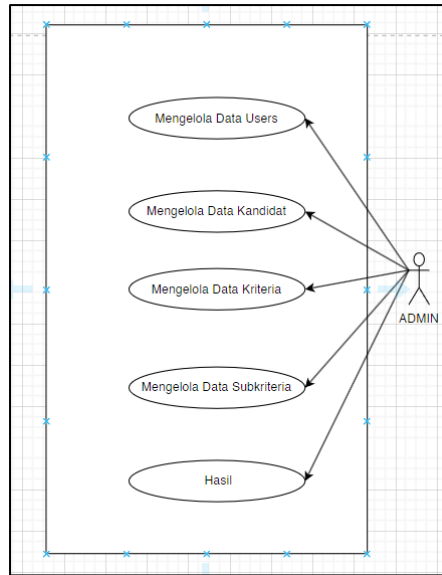 Mengelola Data Users
Mengelola Data Kandidat
Mengelola Data Kriteria
ADMIN
Mengelola Data Subkriteria
Hasil